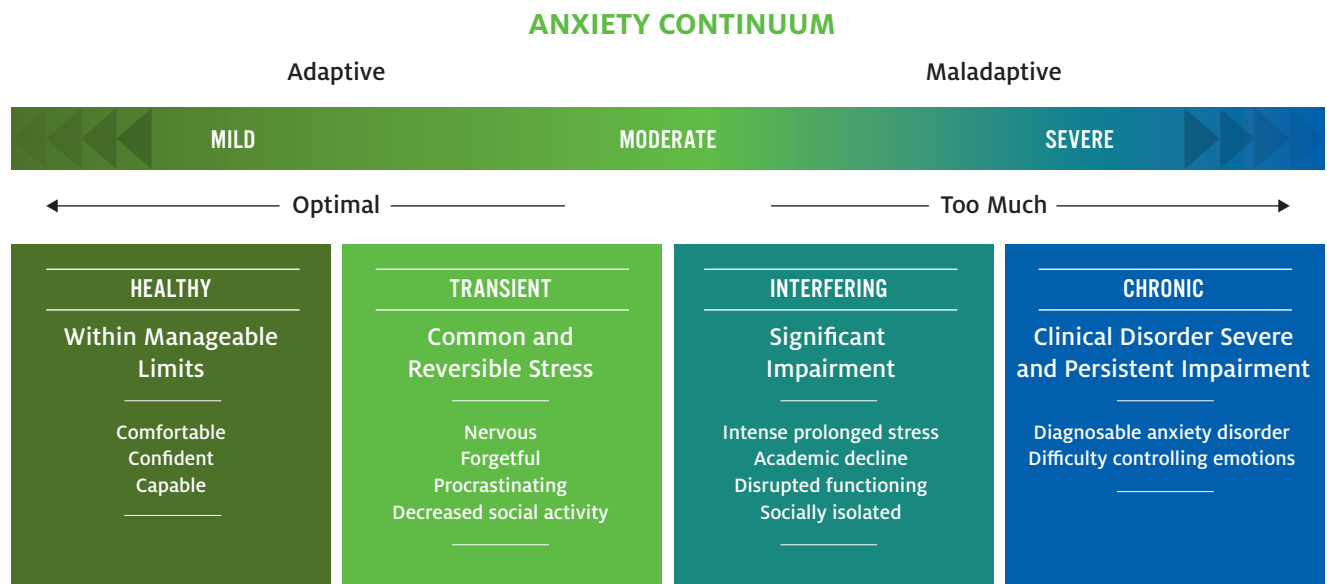 ANXIETY CONTINUUM
Adaptive
Maladaptive
MILD
MODERATE
SEVERE
Optimal
Too Much
HEALTHY
Within Manageable
Limits
Comfortable
Confident
Capable
TRANSIENT
Common and
Reversible Stress
Nervous
Forgetful
Procrastinating
Decreased social activity
INTERFERING
Significant
Impairment
Intense prolonged stress
Academic decline
Disrupted functioning
Socially isolated
CHRONIC
Clinical Disorder Severe
and Persistent Impairment
Diagnosable anxiety disorder
Difficulty controlling emotions